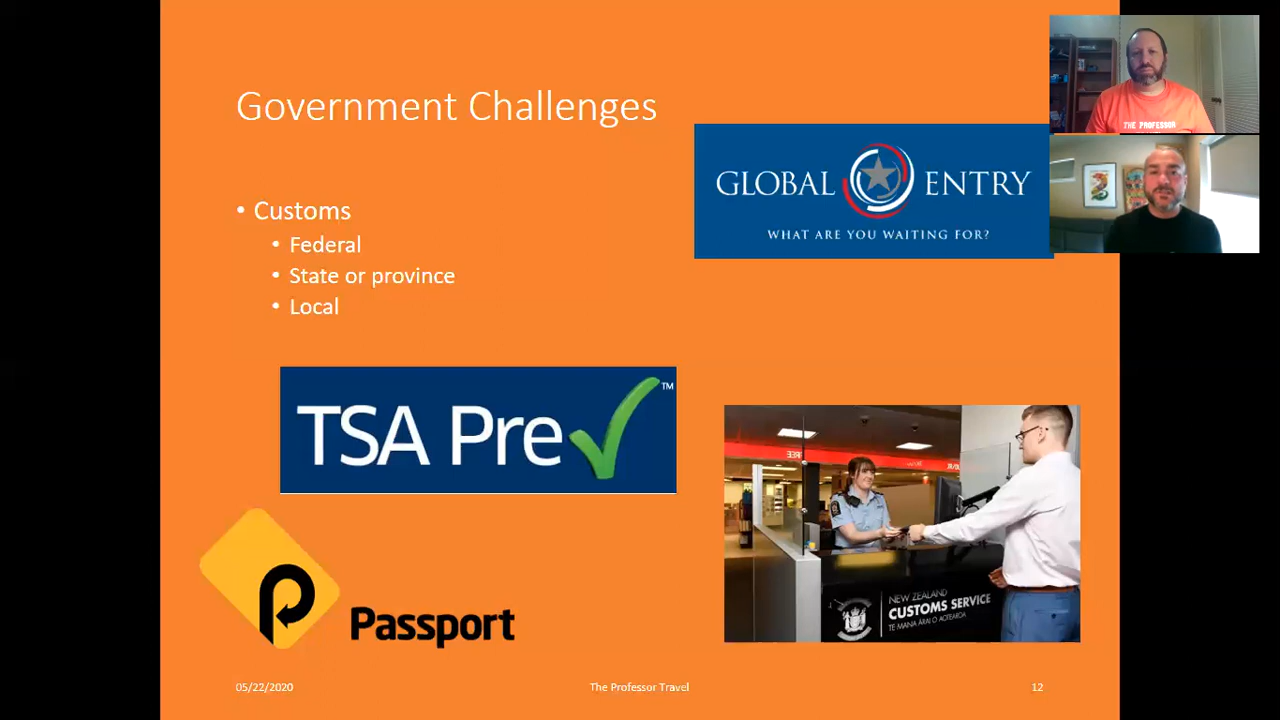 Government Challenges
• Customs
• Federal
• State or province
• Local
GLOBAL ENTRY
WHAT ARE YOU WAITING FOR?
THE PROFESSOR
TSA Pre✓™
NEW ZEALAND
CUSTOMS SERVICE
TE MANA ĀRAI O AOTEAROA
P
Passport
05/22/2020
The Professor Travel
12